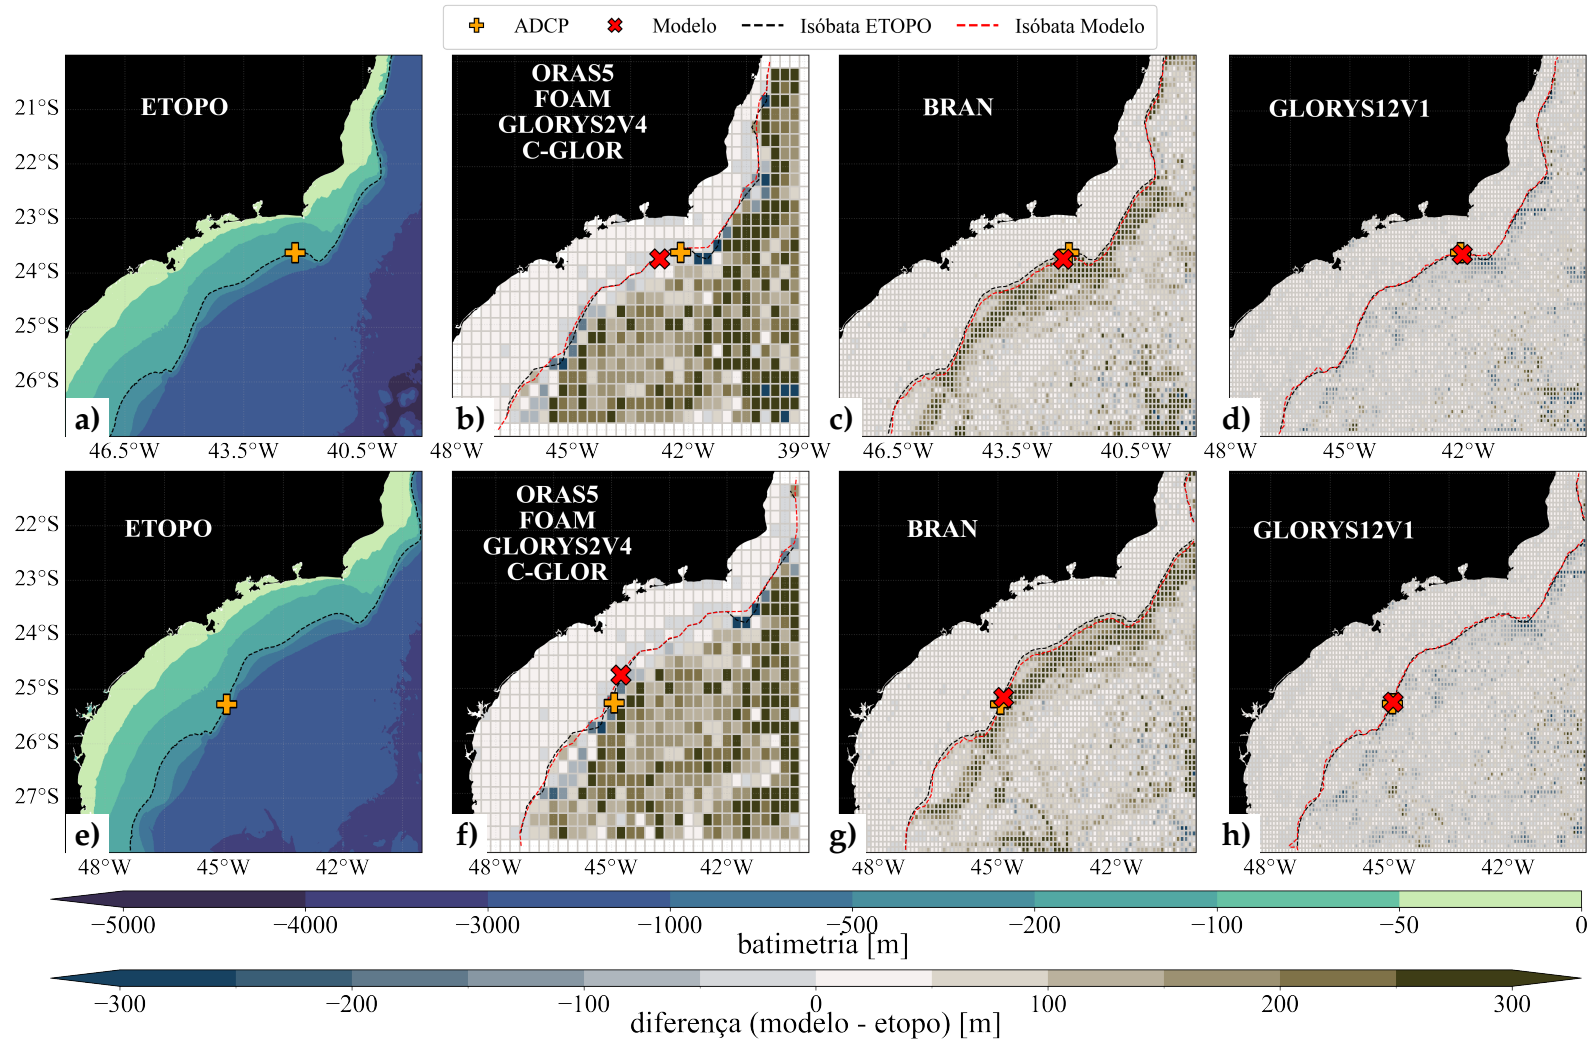 ADCP Modelo Isóbata ETOPO Isóbata Modelo
ETOPO
ORAS5
FOAM
GLORYS2V4
C-GLOR
BRAN
GLORYS12V1
21°S
22°S
23°S
24°S
25°S
26°S
a) b) c) d)
46.5°W 43.5°W 40.5°W 48°W 45°W 42°W 39°W 46.5°W 43.5°W 40.5°W 48°W 45°W 42°W
ETOPO
ORAS5
FOAM
GLORYS2V4
C-GLOR
BRAN
GLORYS12V1
22°S
23°S
24°S
25°S
26°S
27°S
e) f) g) h)
48°W 45°W 42°W 48°W 45°W 42°W 48°W 45°W 42°W 48°W 45°W 42°W
−5000 −4000 −3000 −1000 −500 −200 −100 −50 0
batimetria [m]
−300 −200 −100 0 100 200 300
diferença (modelo - etopo) [m]